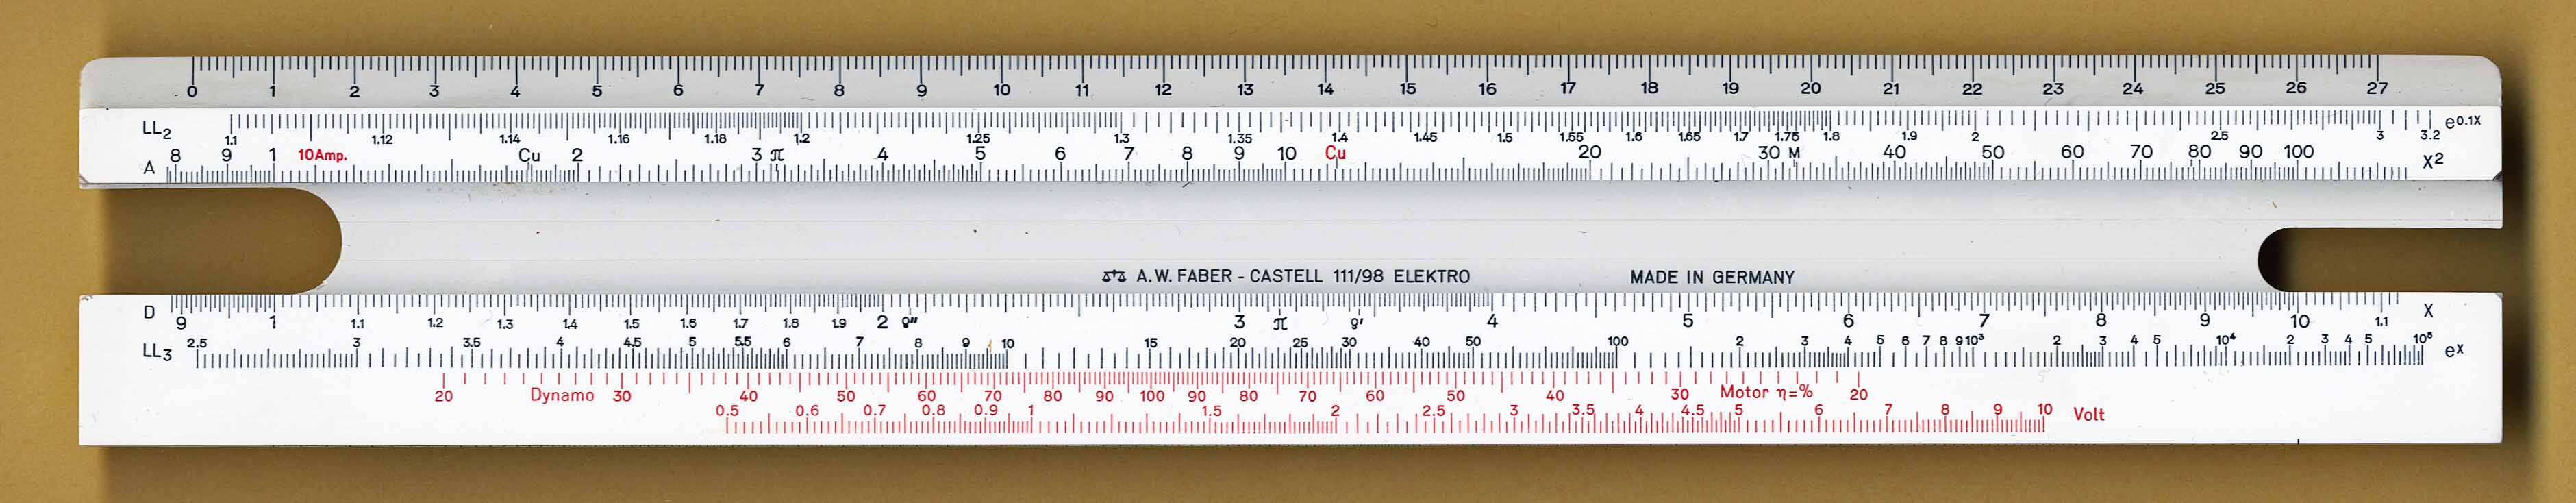 0 1 2 3 4 5 6 7 8 9 10 11 12 13 14 15 16 17 18 19 20 21 22 23 24 25 26 27
LL2 1.1 1.12 1.14 1.16 1.18 1.2 1.25 1.3 1.35 1.4 1.45 1.5 1.55 1.6 1.65 1.7 1.75 1.8 1.9 2 2.5 3 3.2 e0.1x
A 8 9 1 10Amp. Cu 2 3 π 4 5 6 7 8 9 10 Cu 20 30 M 40 50 60 70 80 90 100 X2
A.W. FABER - CASTELL 111/98 ELEKTRO MADE IN GERMANY
D 9 1 1.1 1.2 1.3 1.4 1.5 1.6 1.7 1.8 1.9 2 ϱ" 3 π ϱ' 4 5 6 7 8 9 10 1.1 X
LL3 2.5 3 3.5 4 4.5 5 5.5 6 7 8 9 10 15 20 25 30 40 50 100 2 3 4 5 6 7 8 9 10³ 2 3 4 5 10⁴ 2 3 4 5 10⁵ ex
20 Dynamo 30 40 50 60 70 80 90 100 90 80 70 60 50 40 30 Motor η=% 20
0.5 0.6 0.7 0.8 0.9 1 1.5 2 2.5 3 3.5 4 4.5 5 6 7 8 9 10 Volt